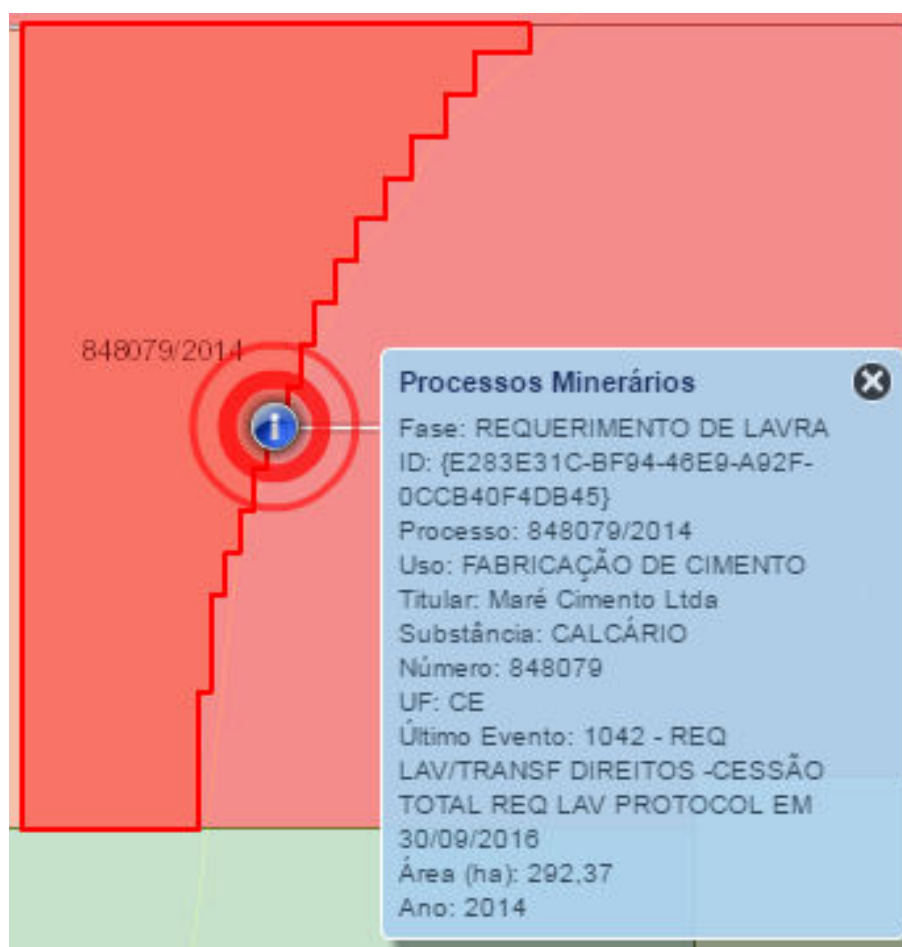 848079/2014
Processos Minerários
Fase: REQUERIMENTO DE LAVRA
ID: {E283E31C-BF94-46E9-A92F-
0CCB40F4DB45}
Processo: 848079/2014
Uso: FABRICAÇÃO DE CIMENTO
Titular: Maré Cimento Ltda
Substância: CALCÁRIO
Número: 848079
UF: CE
Último Evento: 1042 - REQ
LAV/TRANSF DIREITOS -CESSÃO
TOTAL REQ LAV PROTOCOL EM
30/09/2016
Área (ha): 292,37
Ano: 2014